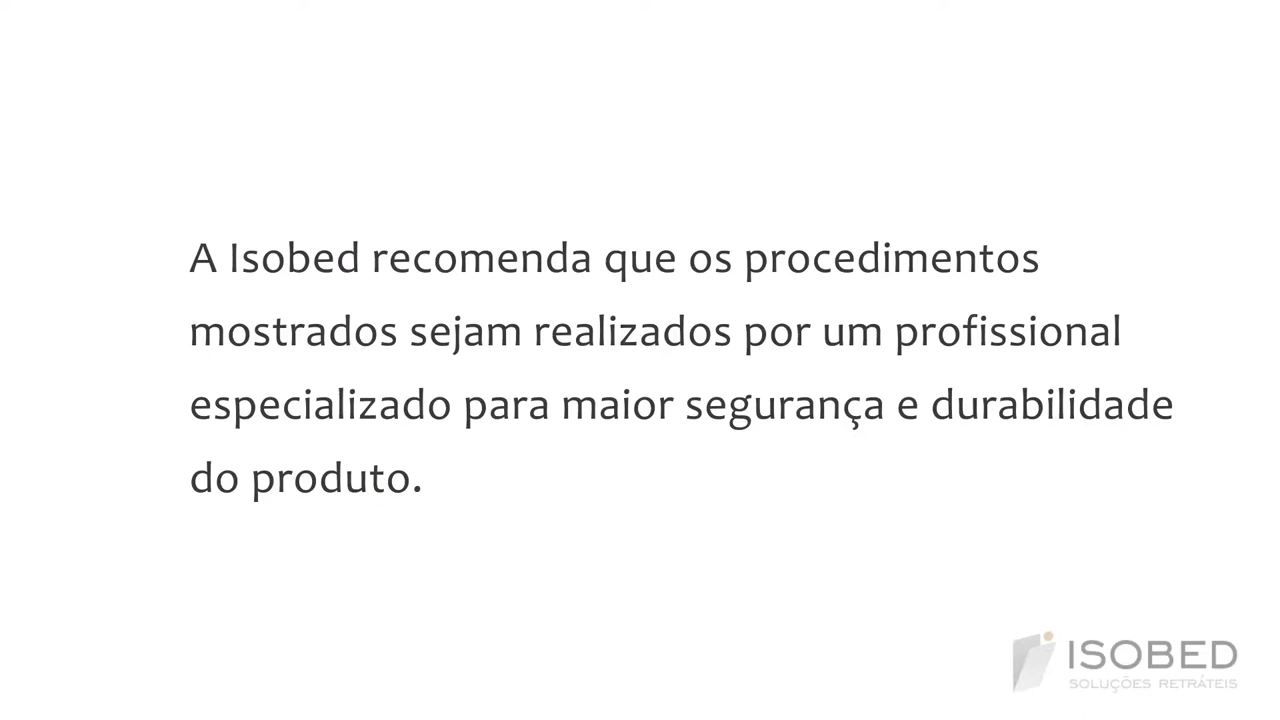 A Isobed recomenda que os procedimentos
mostrados sejam realizados por um profissional
especializado para maior segurança e durabilidade
do produto.
ISOBED
SOLUÇÕES RETRÁTEIS